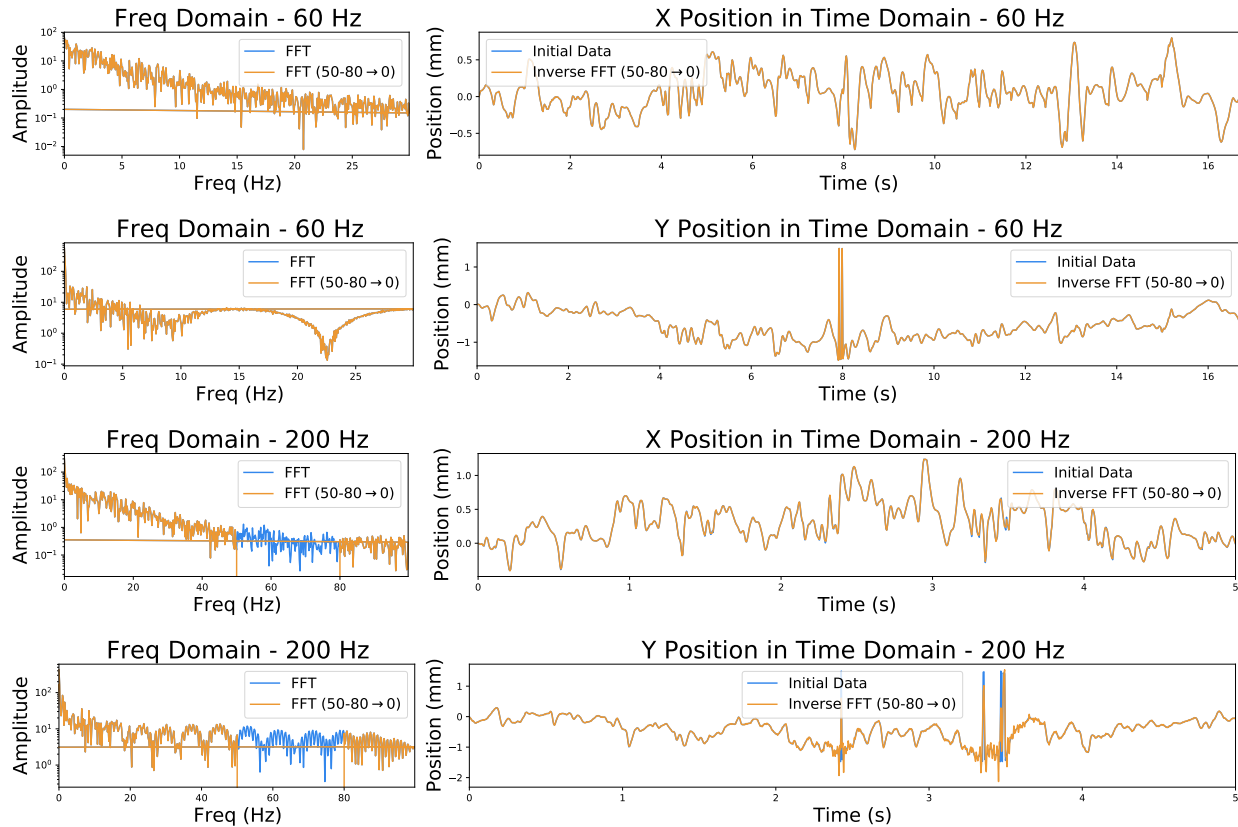 Freq Domain - 60 Hz
X Position in Time Domain - 60 Hz
Amplitude
10²
10¹
10⁰
10⁻¹
10⁻²
FFT
FFT (50-80→0)
0 5 10 15 20 25
Freq (Hz)
Position (mm)
0.5
0.0
−0.5
Initial Data
Inverse FFT (50-80→0)
0 2 4 6 8 10 12 14 16
Time (s)
Freq Domain - 60 Hz
Y Position in Time Domain - 60 Hz
Amplitude
10²
10¹
10⁰
10⁻¹
FFT
FFT (50-80→0)
0 5 10 15 20 25
Freq (Hz)
Position (mm)
1
0
−1
Initial Data
Inverse FFT (50-80→0)
0 2 4 6 8 10 12 14 16
Time (s)
Freq Domain - 200 Hz
X Position in Time Domain - 200 Hz
Amplitude
10²
10¹
10⁰
10⁻¹
FFT
FFT (50-80→0)
0 20 40 60 80
Freq (Hz)
Position (mm)
1.0
0.5
0.0
Initial Data
Inverse FFT (50-80→0)
0 1 2 3 4 5
Time (s)
Freq Domain - 200 Hz
Y Position in Time Domain - 200 Hz
Amplitude
10²
10¹
10⁰
FFT
FFT (50-80→0)
0 20 40 60 80
Freq (Hz)
Position (mm)
1
0
−1
−2
Initial Data
Inverse FFT (50-80→0)
0 1 2 3 4 5
Time (s)